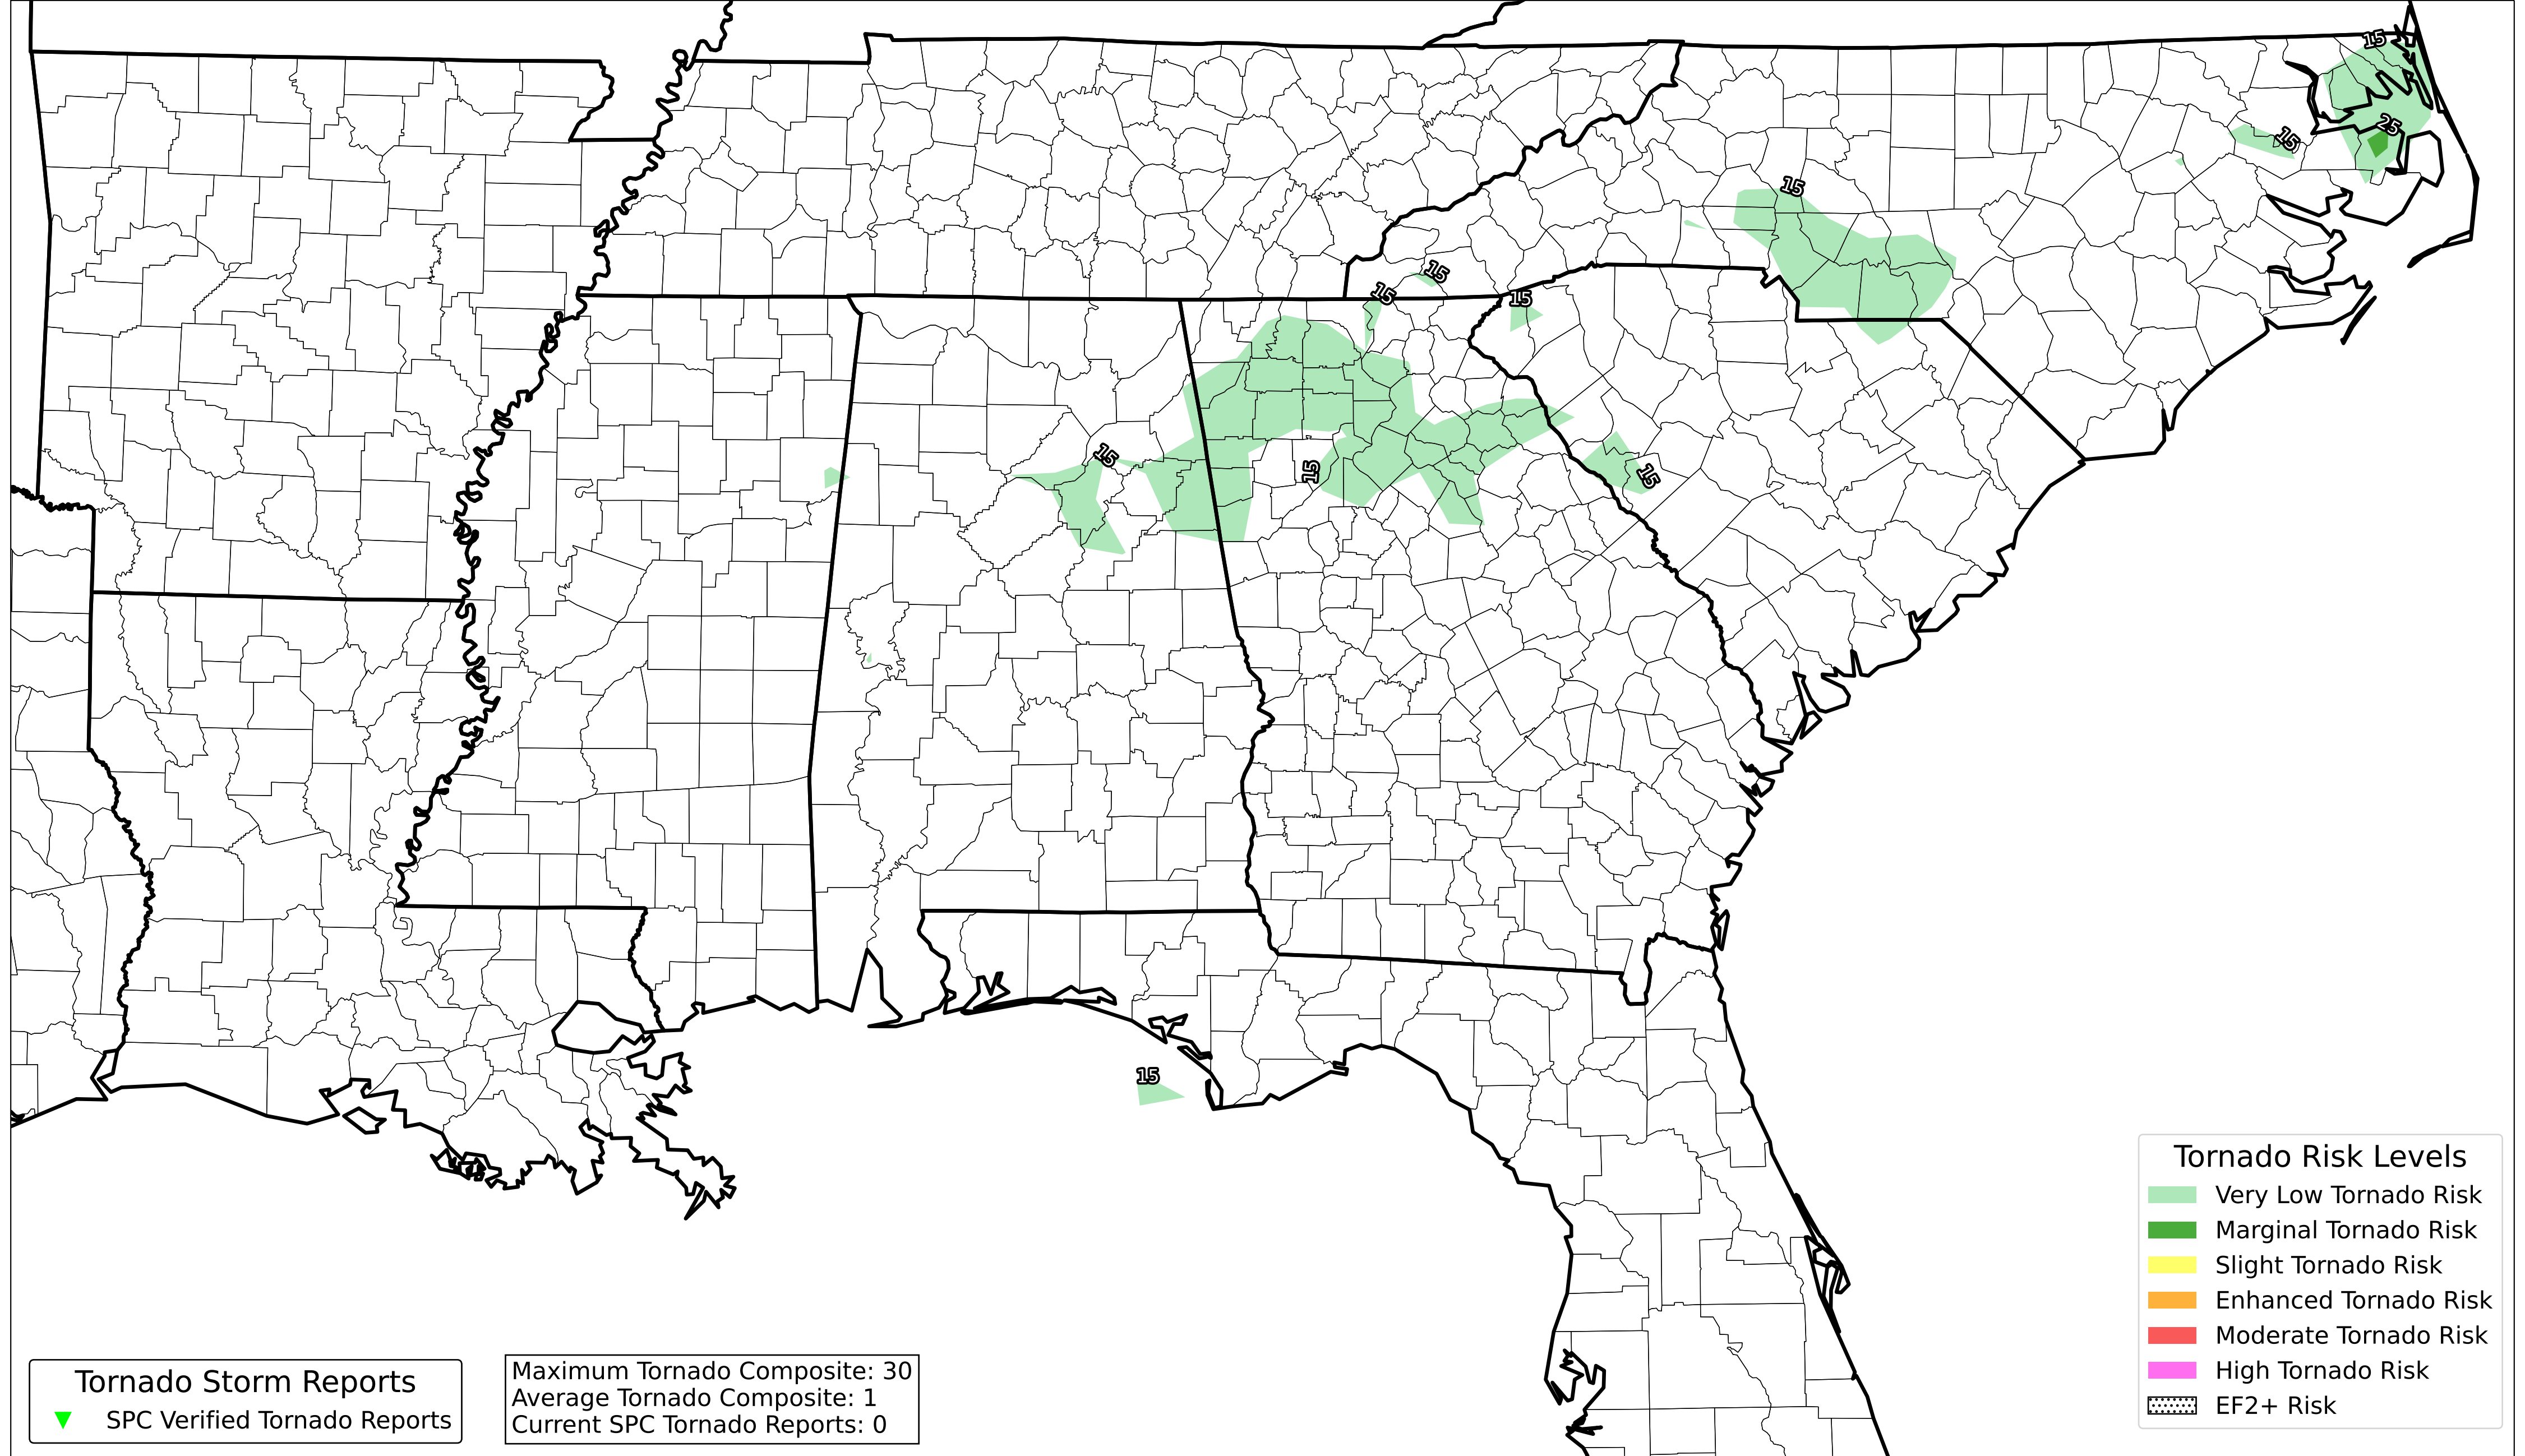 15
25
15
15
15
15
15
15
15
15
15
Tornado Risk Levels
Very Low Tornado Risk
Marginal Tornado Risk
Slight Tornado Risk
Enhanced Tornado Risk
Moderate Tornado Risk
High Tornado Risk
EF2+ Risk
Tornado Storm Reports
SPC Verified Tornado Reports
Maximum Tornado Composite: 30
Average Tornado Composite: 1
Current SPC Tornado Reports: 0